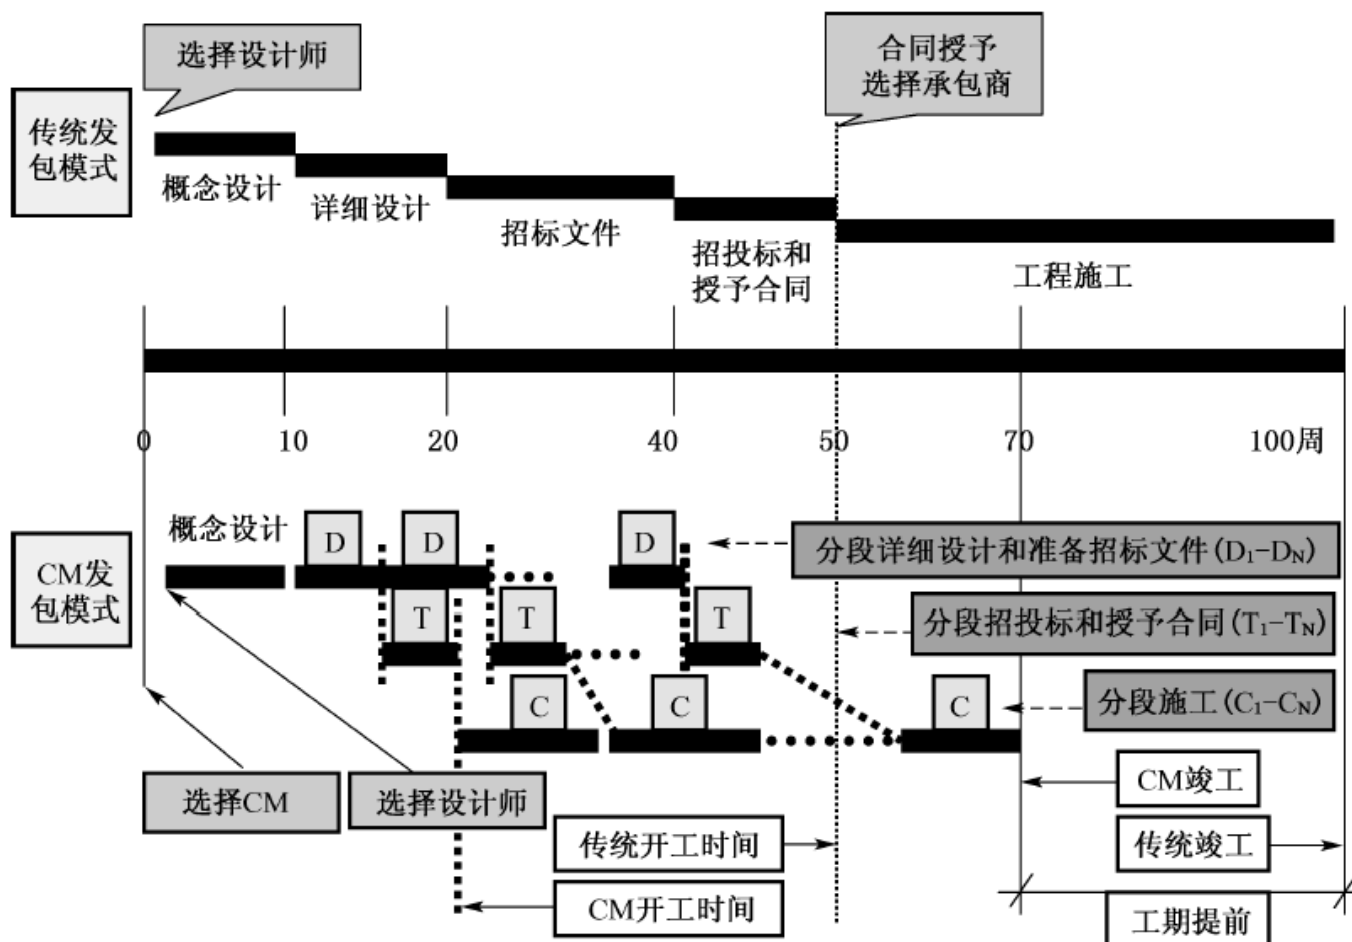 选择设计师
合同授予
选择承包商
传统发
包模式
概念设计
详细设计
招标文件
招投标和
授予合同
工程施工
0
10
20
40
50
70
100周
概念设计
D
D
D
分段详细设计和准备招标文件(D₁-Dₙ)
CM发
包模式
T
T
T
分段招投标和授予合同(T₁-Tₙ)
C
C
C
分段施工(C₁-Cₙ)
选择CM
选择设计师
CM竣工
传统开工时间
传统竣工
CM开工时间
工期提前